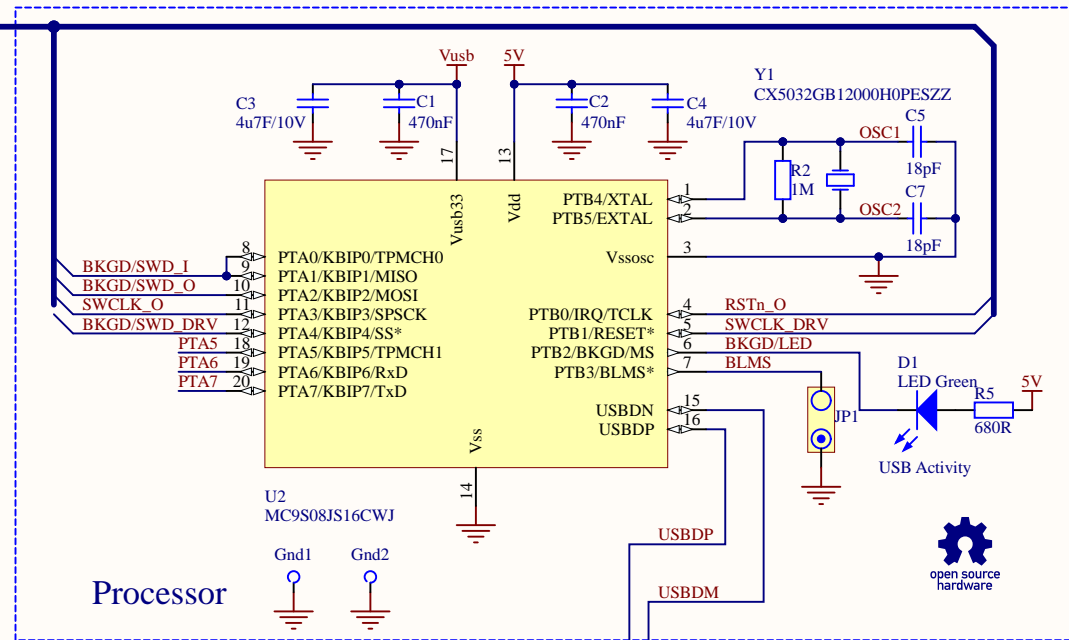 Vusb
5V
Y1
CX5032GB12000H0PESZZ
C3
4u7F/10V
C1
470nF
C2
470nF
C4
4u7F/10V
OSC1
C5
18pF
R2
1M
OSC2
C7
18pF
17
13
Vusb33
Vdd
1
PTB4/XTAL
2
PTB5/EXTAL
3
Vssosc
8
PTA0/KBIP0/TPMCH0
BKGD/SWD_I
9
PTA1/KBIP1/MISO
BKGD/SWD_O
10
PTA2/KBIP2/MOSI
SWCLK_O
11
PTA3/KBIP3/SPSCK
BKGD/SWD_DRV
12
PTA4/KBIP4/SS*
PTA5
18
PTA5/KBIP5/TPMCH1
PTA6
19
PTA6/KBIP6/RxD
PTA7
20
PTA7/KBIP7/TxD
PTB0/IRQ/TCLK
4
RSTn_O
PTB1/RESET*
5
SWCLK_DRV
PTB2/BKGD/MS
6
BKGD/LED
PTB3/BLMS*
7
BLMS
USBDN
15
USBDP
16
D1
LED Green
R5
680R
5V
JP1
USB Activity
Vss
14
U2
MC9S08JS16CWJ
Gnd1
Gnd2
USBDP
USBDM
Processor
open source
hardware